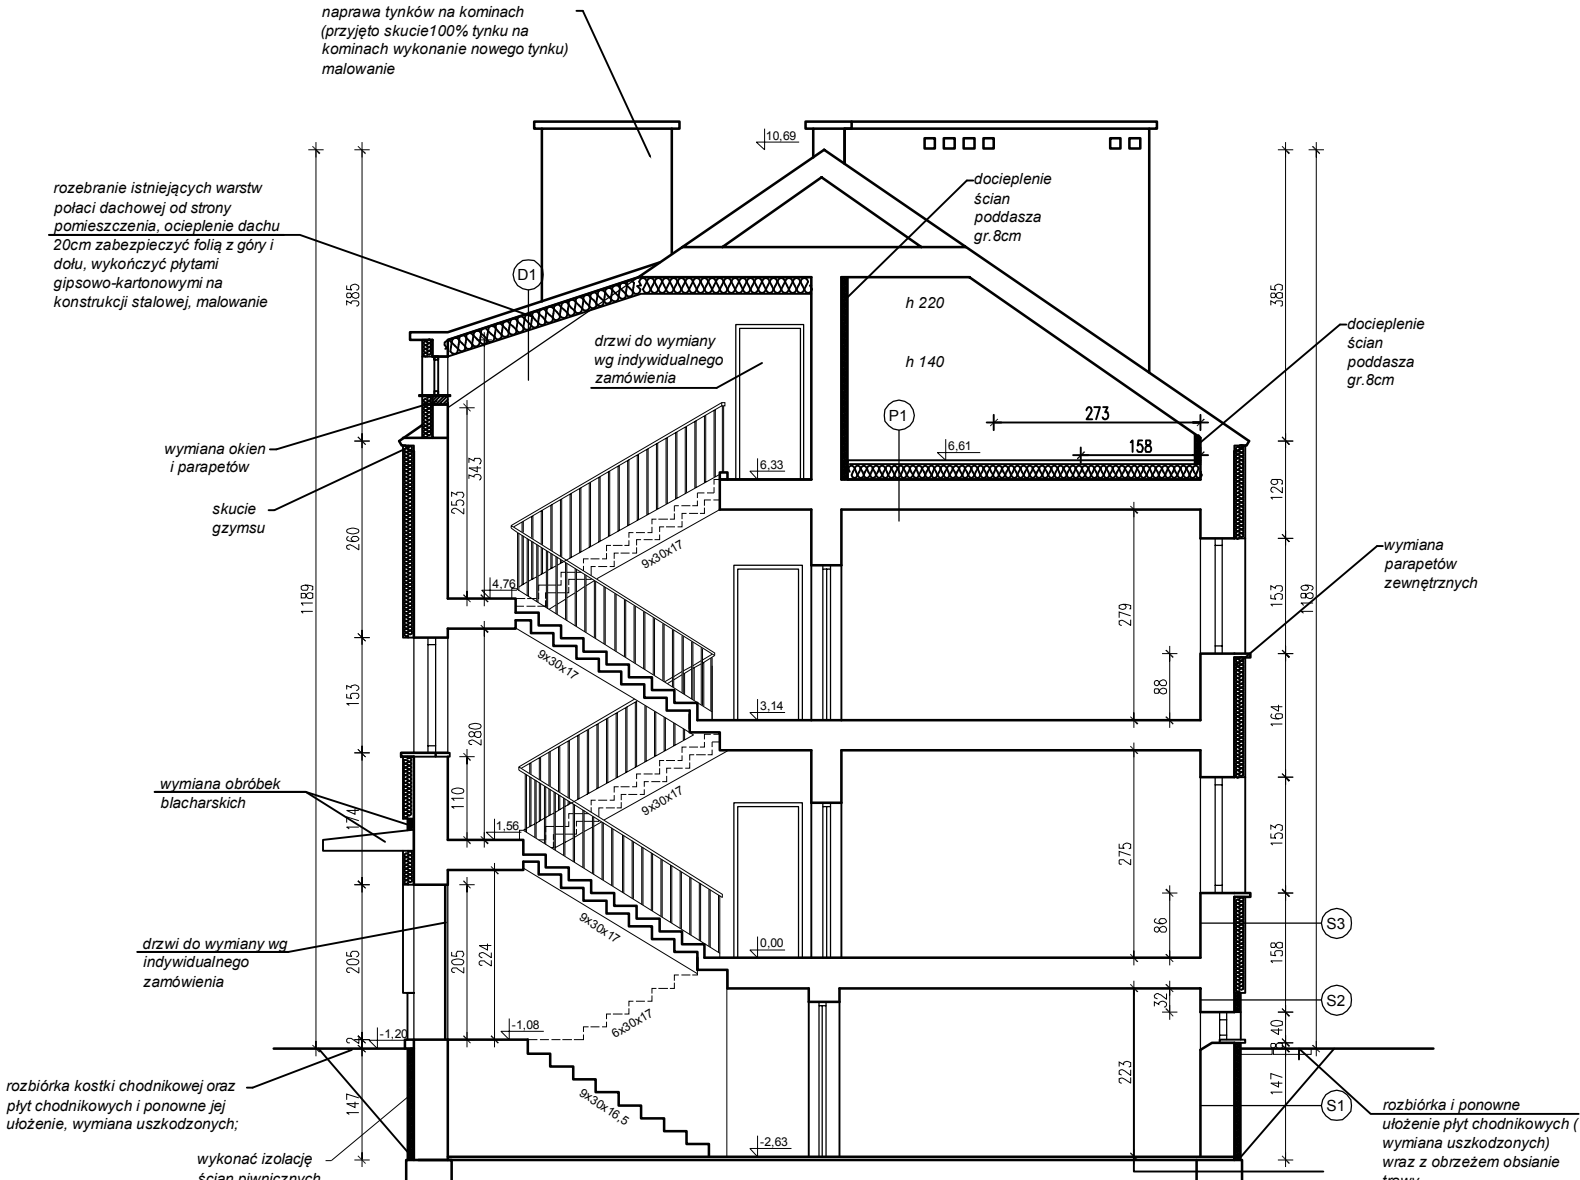 naprawa tynków na kominach
(przyjęto skucie100% tynku na
kominach wykonanie nowego tynku)
malowanie
10,69
rozebranie istniejących warstw
połaci dachowej od strony
pomieszczenia, ocieplenie dachu
20cm zabezpieczyć folią z góry i
dołu, wykończyć płytami
gipsowo-kartonowymi na
konstrukcji stalowej, malowanie
docieplenie
ścian
poddasza
gr.8cm
D1
385
385
h 220
h 140
drzwi do wymiany
wg indywidualnego
zamówienia
docieplenie
ścian
poddasza
gr.8cm
P1
273
158
6,61
6,33
wymiana okien
i parapetów
skucie
gzymsu
343
253
260
129
9x30x17
wymiana
parapetów
zewnętrznych
4,76
1189
1189
153
279
9x30x17
88
153
3,14
164
280
wymiana obróbek
blacharskich
110
174
9x30x17
1,56
275
153
9x30x17
86
S3
drzwi do wymiany wg
indywidualnego
zamówienia
205
205
224
0,00
158
32
S2
6x30x17
-1,20
-1,08
2
40
8
rozbiórka kostki chodnikowej oraz
płyt chodnikowych i ponowne jej
ułożenie, wymiana uszkodzonych;
147
9x30x16,5
223
147
S1
-2,63
rozbiórka i ponowne
ułożenie płyt chodnikowych (
wymiana uszkodzonych)
wraz z obrzeżem obsianie
trawy
wykonać izolację
ścian piwnicznych